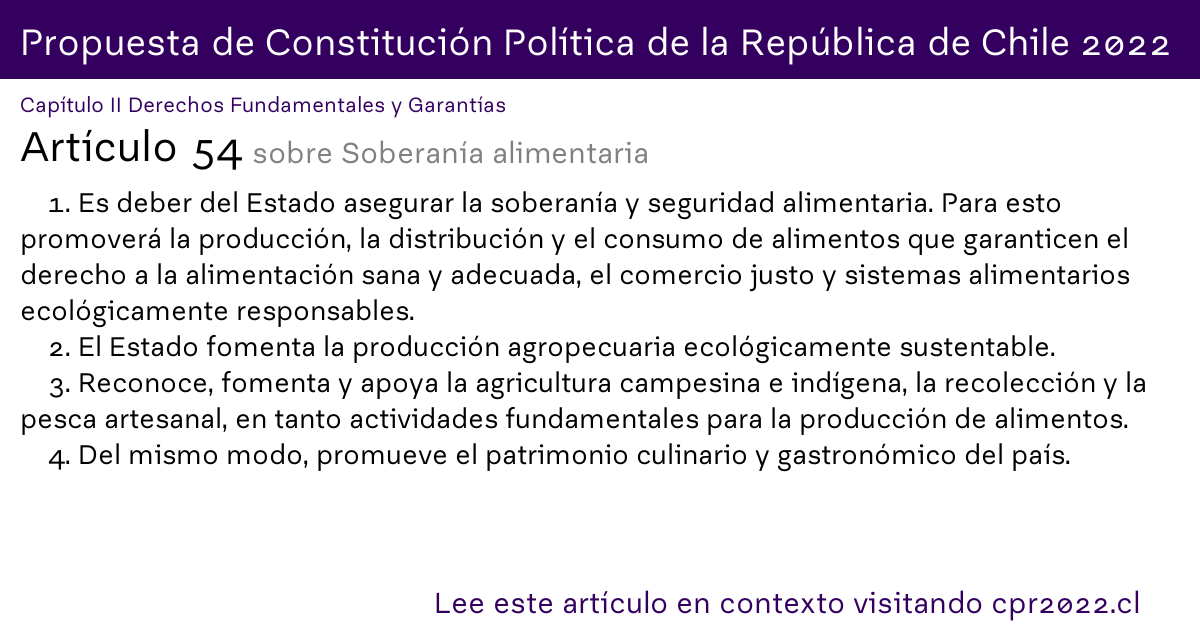 Propuesta de Constitución Política de la República de Chile 2022
Capítulo II Derechos Fundamentales y Garantías
Artículo 54 sobre Soberanía alimentaria
1. Es deber del Estado asegurar la soberanía y seguridad alimentaria. Para esto
promoverá la producción, la distribución y el consumo de alimentos que garanticen el
derecho a la alimentación sana y adecuada, el comercio justo y sistemas alimentarios
ecológicamente responsables.
2. El Estado fomenta la producción agropecuaria ecológicamente sustentable.
3. Reconoce, fomenta y apoya la agricultura campesina e indígena, la recolección y la
pesca artesanal, en tanto actividades fundamentales para la producción de alimentos.
4. Del mismo modo, promueve el patrimonio culinario y gastronómico del país.
Lee este artículo en contexto visitando cpr2022.cl